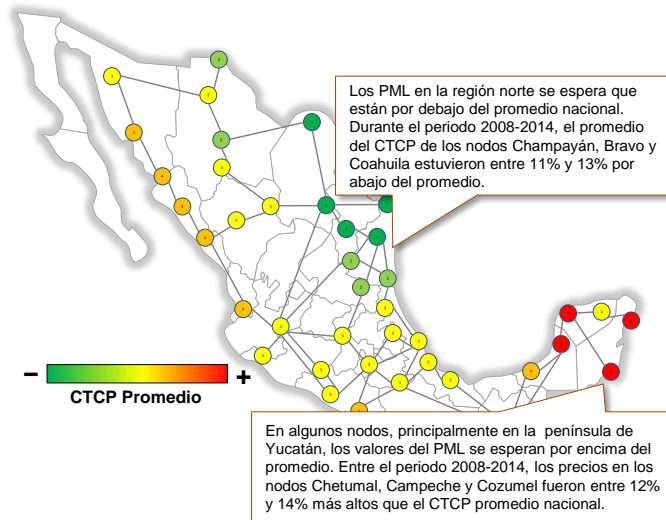 Los PML en la región norte se espera que
están por debajo del promedio nacional.
Durante el periodo 2008-2014, el promedio
del CTCP de los nodos Champayán, Bravo y
Coahuila estuvieron entre 11% y 13% por
abajo del promedio.
– +
CTCP Promedio
En algunos nodos, principalmente en la península de
Yucatán, los valores del PML se esperan por encima del
promedio. Entre el periodo 2008-2014, los precios en los
nodos Chetumal, Campeche y Cozumel fueron entre 12%
y 14% más altos que el CTCP promedio nacional.